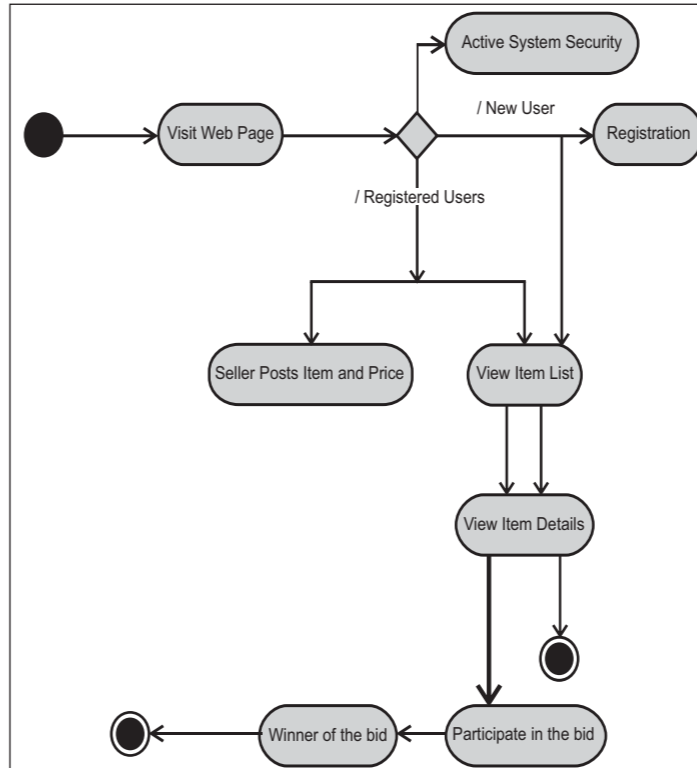 Active System Security
/ New User
Visit Web Page
Registration
/ Registered Users
Seller Posts Item and Price
View Item List
View Item Details
Winner of the bid
Participate in the bid